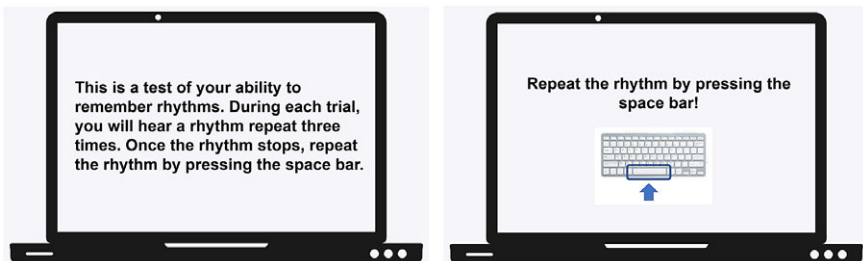 This is a test of your ability to
remember rhythms. During each trial,
you will hear a rhythm repeat three
times. Once the rhythm stops, repeat
the rhythm by pressing the space bar.
Repeat the rhythm by pressing the
space bar!